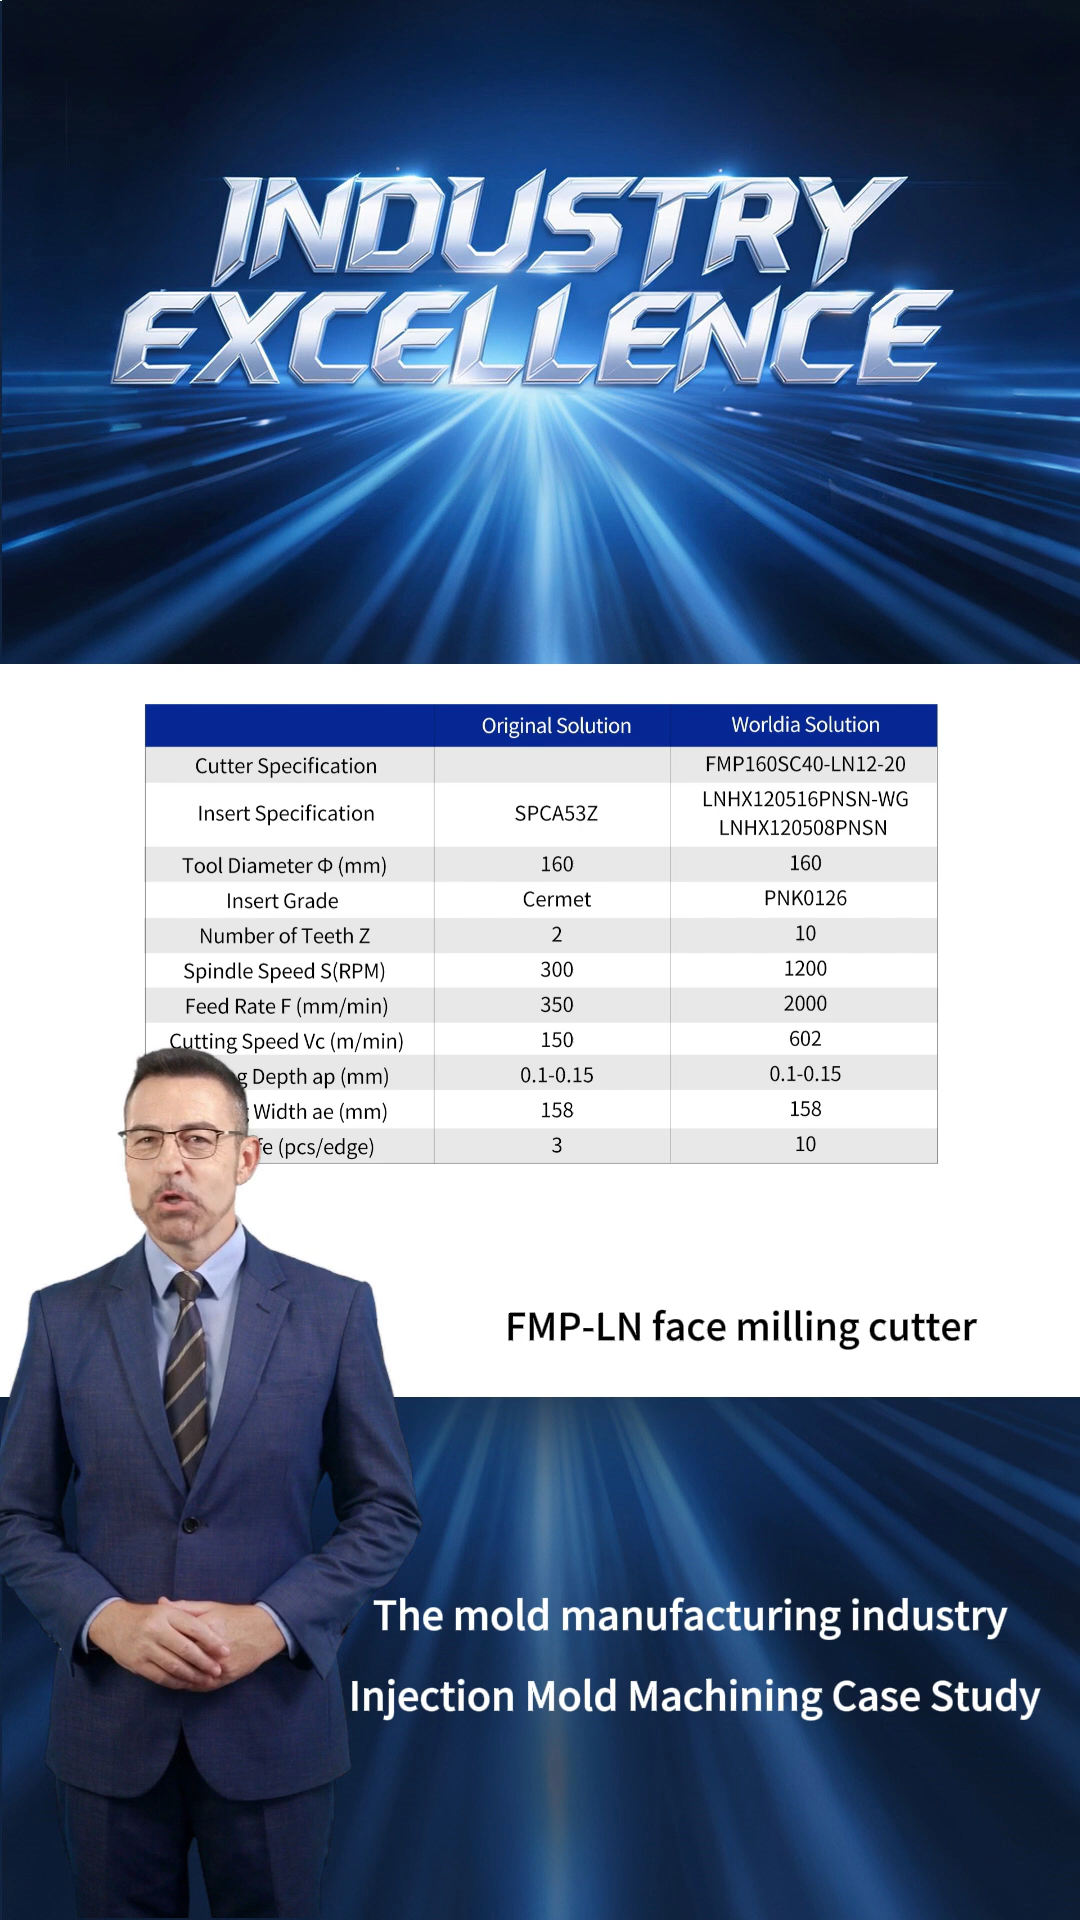 INDUSTRY
EXCELLENCE
Original Solution Worldia Solution
Cutter Specification FMP160SC40-LN12-20
Insert Specification SPCA53Z LNHX120516PNSN-WG
LNHX120508PNSN
Tool Diameter Φ (mm) 160 160
Insert Grade Cermet PNK0126
Number of Teeth Z 2 10
Spindle Speed S(RPM) 300 1200
Feed Rate F (mm/min) 350 2000
Cutting Speed Vc (m/min) 150 602
Depth ap (mm) 0.1-0.15 0.1-0.15
Width ae (mm) 158 158
(pcs/edge) 3 10
FMP-LN face milling cutter
The mold manufacturing industry
Injection Mold Machining Case Study